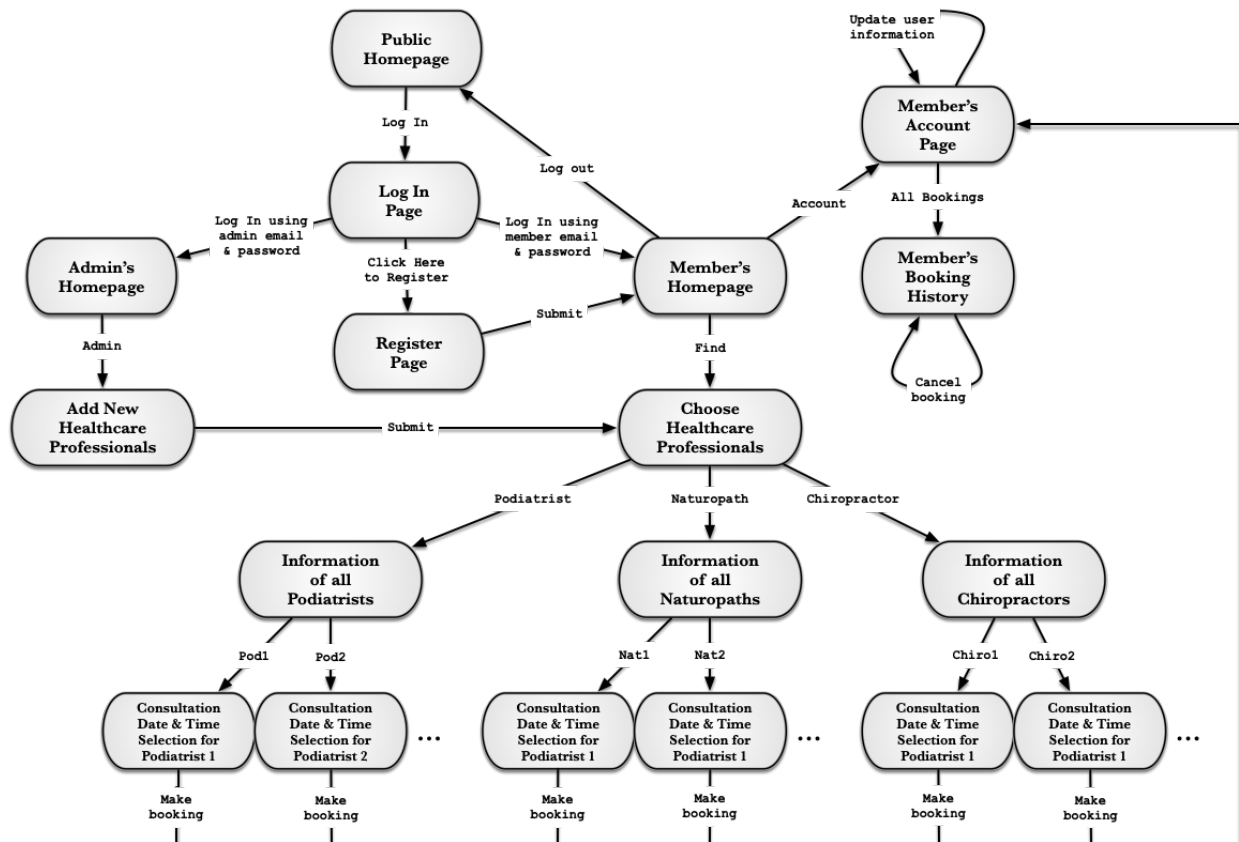 Public
Homepage
Update user
information
Member's
Account
Page
Log In
Log out
Account
All Bookings
Log In
Page
Log In using
admin email
& password
Log In using
member email
& password
Click Here
to Register
Admin's
Homepage
Member's
Homepage
Member's
Booking
History
Submit
Register
Page
Admin
Find
Cancel
booking
Add New
Healthcare
Professionals
Submit
Choose
Healthcare
Professionals
Podiatrist
Naturopath
Chiropractor
Information
of all
Podiatrists
Information
of all
Naturopaths
Information
of all
Chiropractors
Pod1
Pod2
Nat1
Nat2
Chiro1
Chiro2
Consultation
Date & Time
Selection for
Podiatrist 1
Consultation
Date & Time
Selection for
Podiatrist 2
...
Consultation
Date & Time
Selection for
Podiatrist 1
Consultation
Date & Time
Selection for
Podiatrist 1
...
Consultation
Date & Time
Selection for
Podiatrist 1
Consultation
Date & Time
Selection for
Podiatrist 1
...
Make
booking
Make
booking
Make
booking
Make
booking
Make
booking
Make
booking